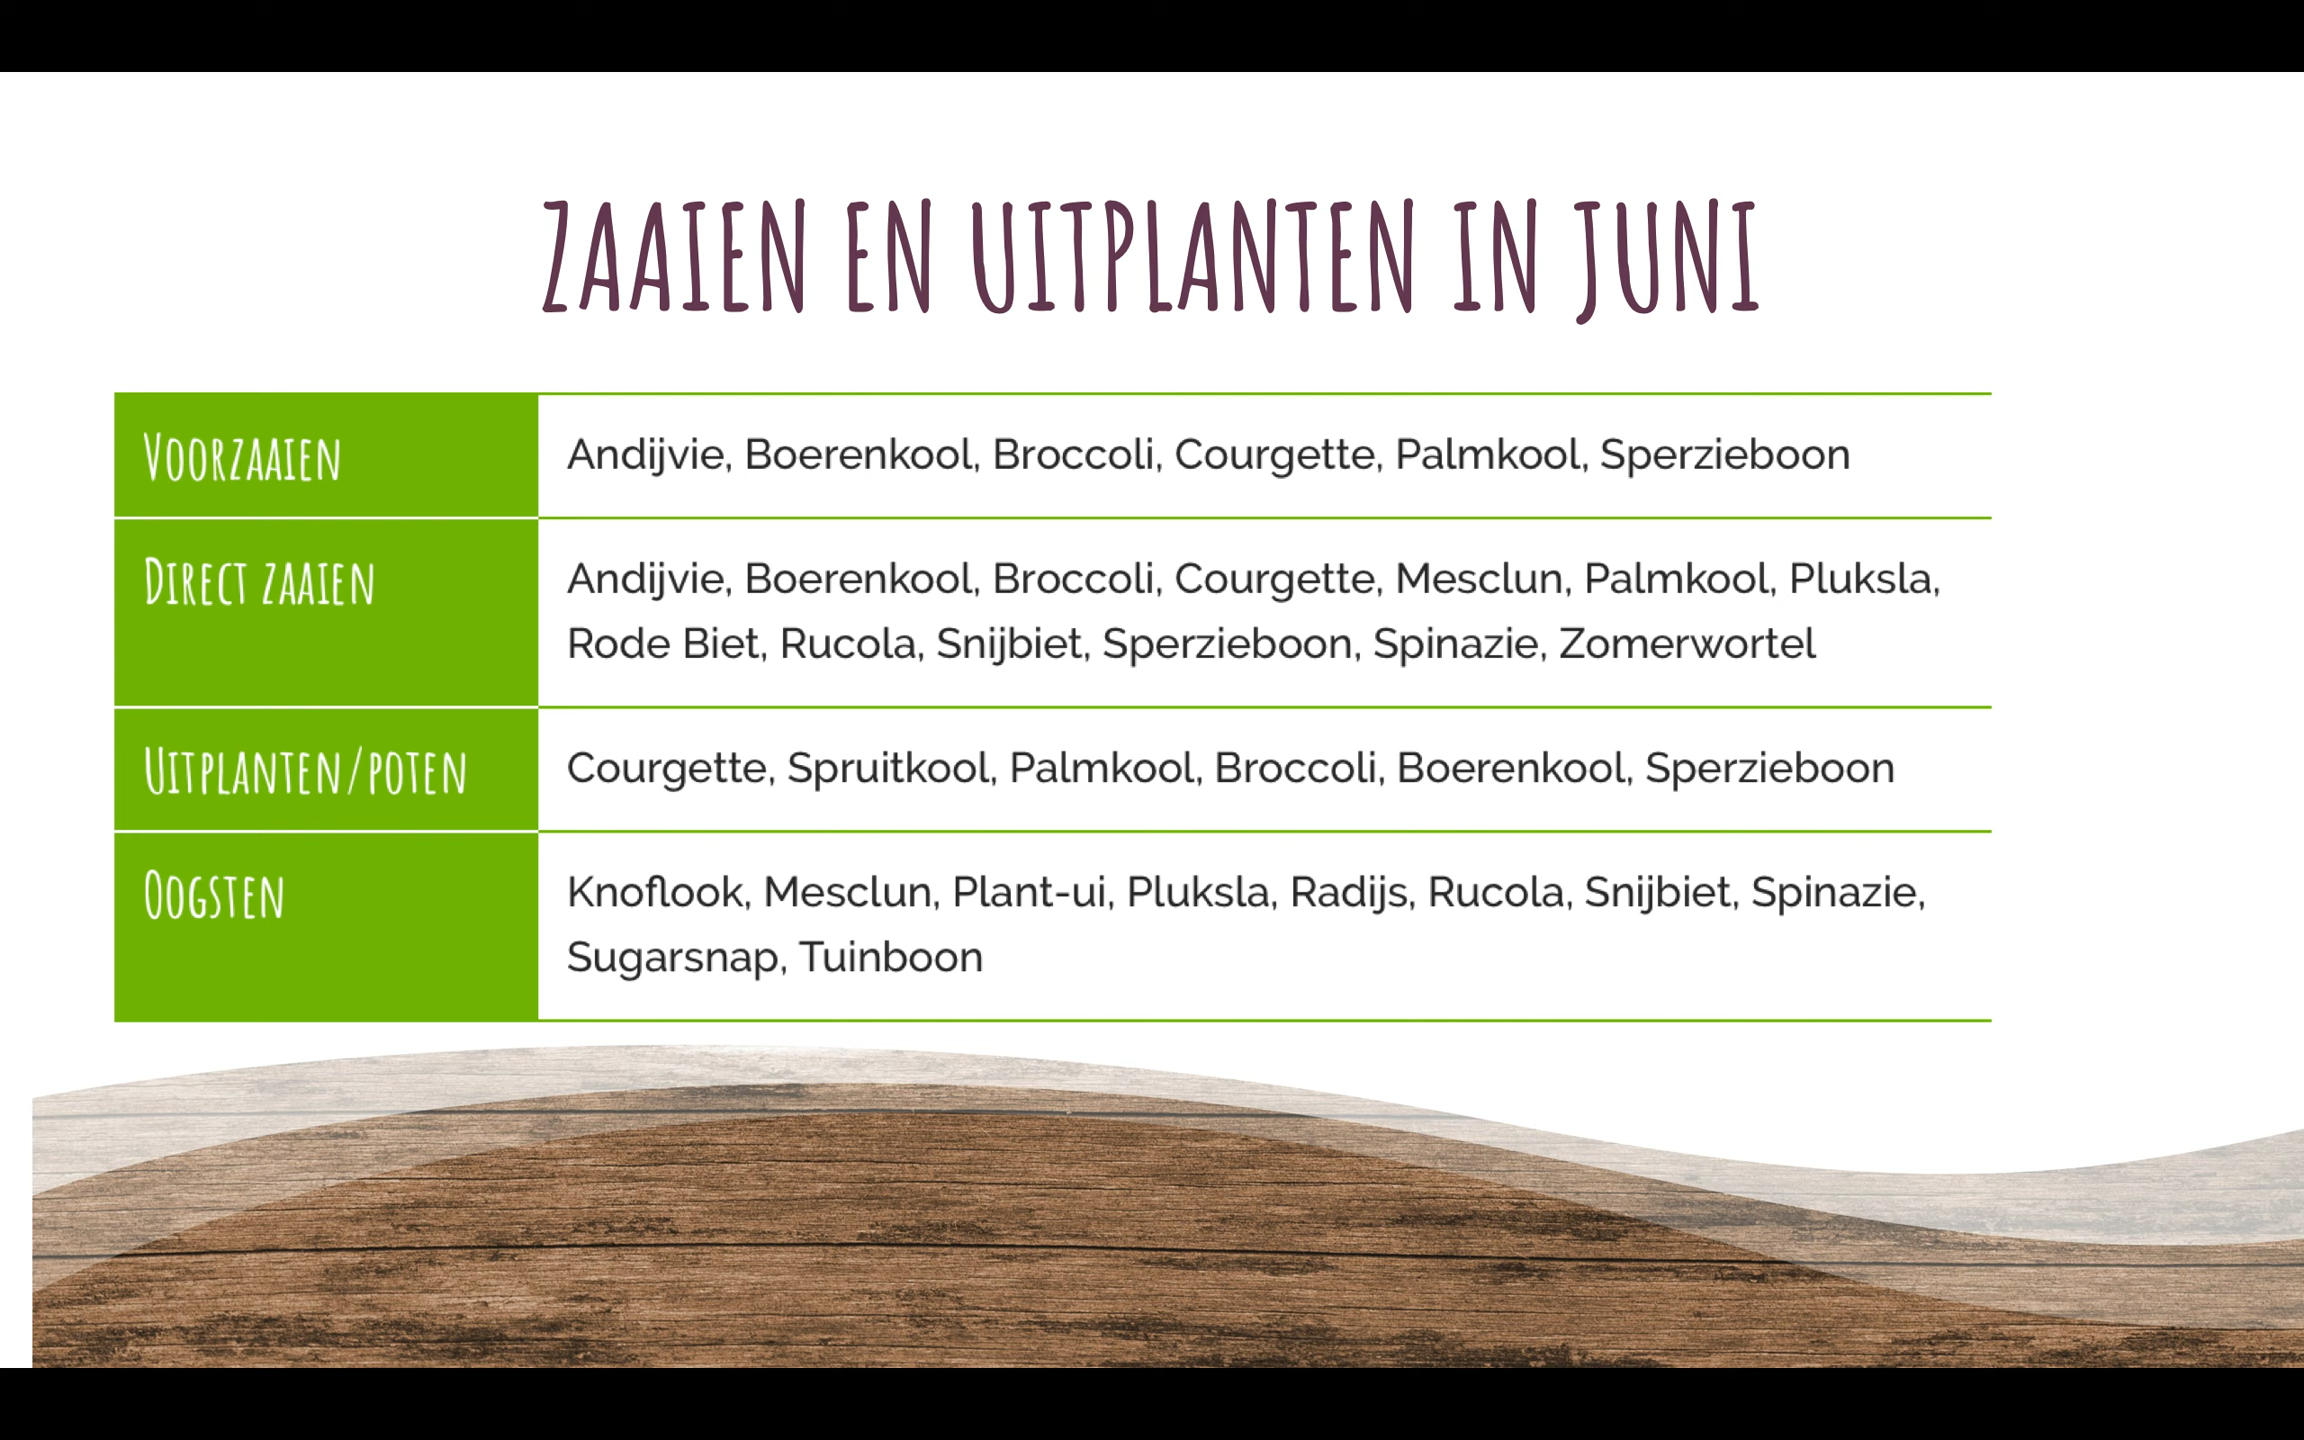 ZAAIEN EN UITPLANTEN IN JUNI
VOORZAAIEN
Andijvie, Boerenkool, Broccoli, Courgette, Palmkool, Sperzieboon
DIRECT ZAAIEN
Andijvie, Boerenkool, Broccoli, Courgette, Mesclun, Palmkool, Pluksla,
Rode Biet, Rucola, Snijbiet, Sperzieboon, Spinazie, Zomerwortel
UITPLANTEN/POTEN
Courgette, Spruitkool, Palmkool, Broccoli, Boerenkool, Sperzieboon
OOGSTEN
Knoflook, Mesclun, Plant-ui, Pluksla, Radijs, Rucola, Snijbiet, Spinazie,
Sugarsnap, Tuinboon